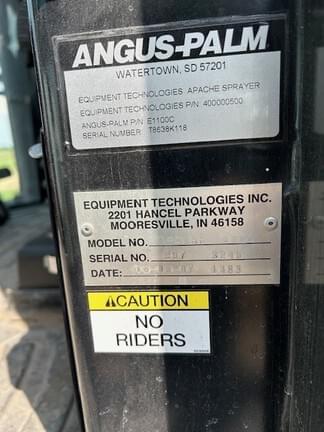 ANGUS-PALM
WATERTOWN, SD 57201
EQUIPMENT TECHNOLOGIES APACHE SPRAYER
EQUIPMENT TECHNOLOGIES P/N 400000500
ANGUS-PALM P/N E1100C
SERIAL NUMBER: T8638K118
EQUIPMENT TECHNOLOGIES INC.
2201 HANCEL PARKWAY
MOORESVILLE, IN 46158
MODEL NO.
SERIAL NO.
DATE:
CAUTION
NO
RIDERS